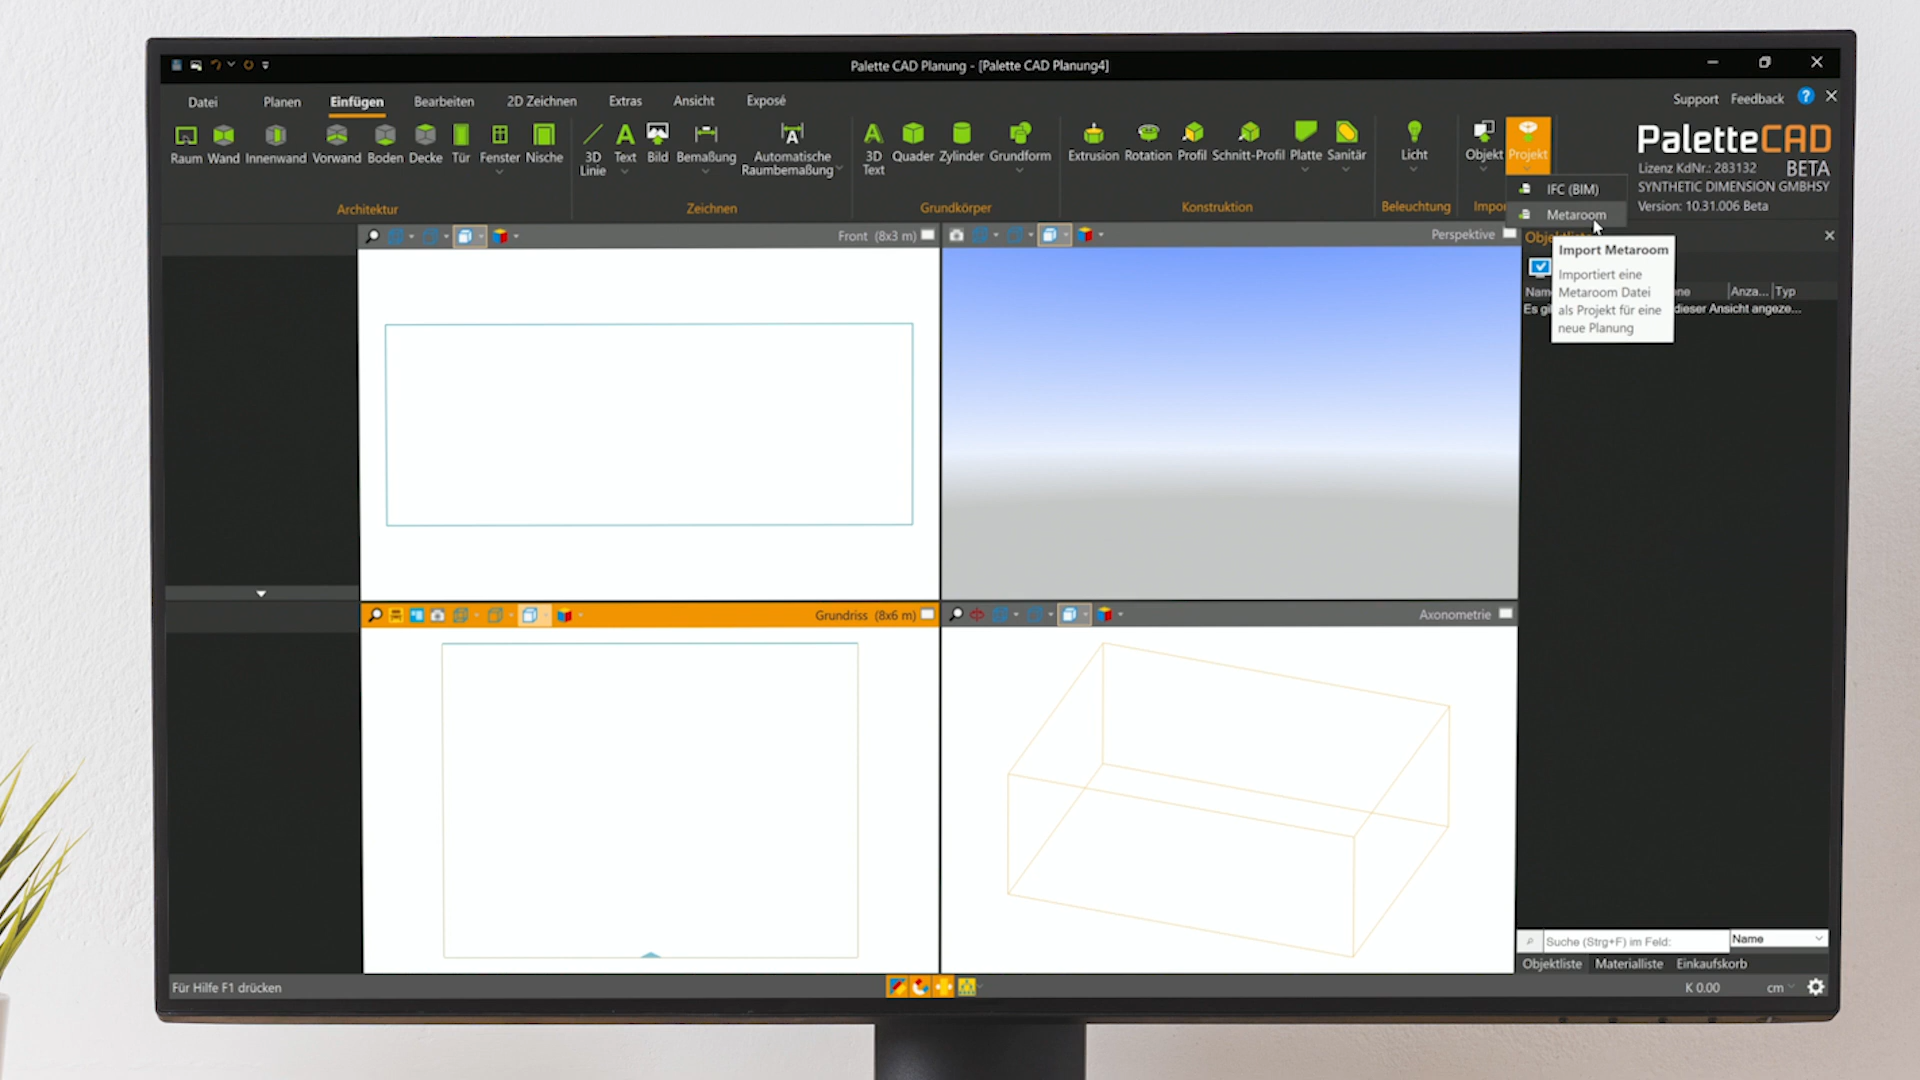 Palette CAD Planung - [Palette CAD Planung4]
Datei Planen Einfügen Bearbeiten 2D Zeichnen Extras Ansicht Exposé
Support Feedback ?
Raum Wand Innenwand Vorwand Boden Decke Tür Fenster Nische
Architektur
3D Linie Text Bild Bemaßung Automatische Raumbemaßung
Zeichnen
3D Text Quader Zylinder Grundform
Grundkörper
Extrusion Rotation Profil Schnitt-Profil Platte Sanitär
Konstruktion
Licht
Beleuchtung
Objekt Projekt
Impo
IFC (BIM)
Metaroom
PaletteCAD
BETA
Lizenz KdNr.: 283132
SYNTHETIC DIMENSION GMBHSY
Version: 10.31.006 Beta
Front (8x3 m)
Perspektive
Import Metaroom
Importiert eine
Metaroom Datei
als Projekt für eine
neue Planung
Anza... Typ
Es gi dieser Ansicht angeze...
Grundriss (8x6 m)
Axonometrie
Suche (Strg+F) im Feld: Name
Objektliste Materialliste Einkaufskorb
Für Hilfe F1 drücken
K 0.00 cm